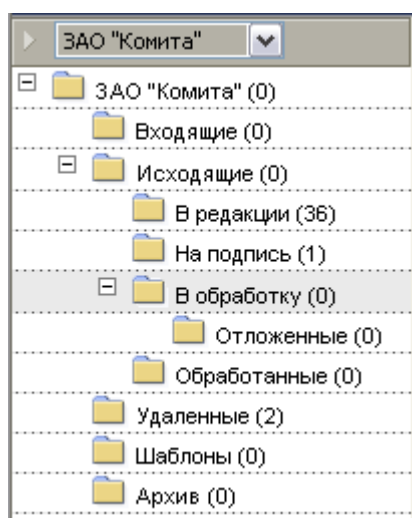 ЗАО "Комита"
ЗАО "Комита" (0)
Входящие (0)
Исходящие (0)
В редакции (36)
На подпись (1)
В обработку (0)
Отложенные (0)
Обработанные (0)
Удаленные (2)
Шаблоны (0)
Архив (0)